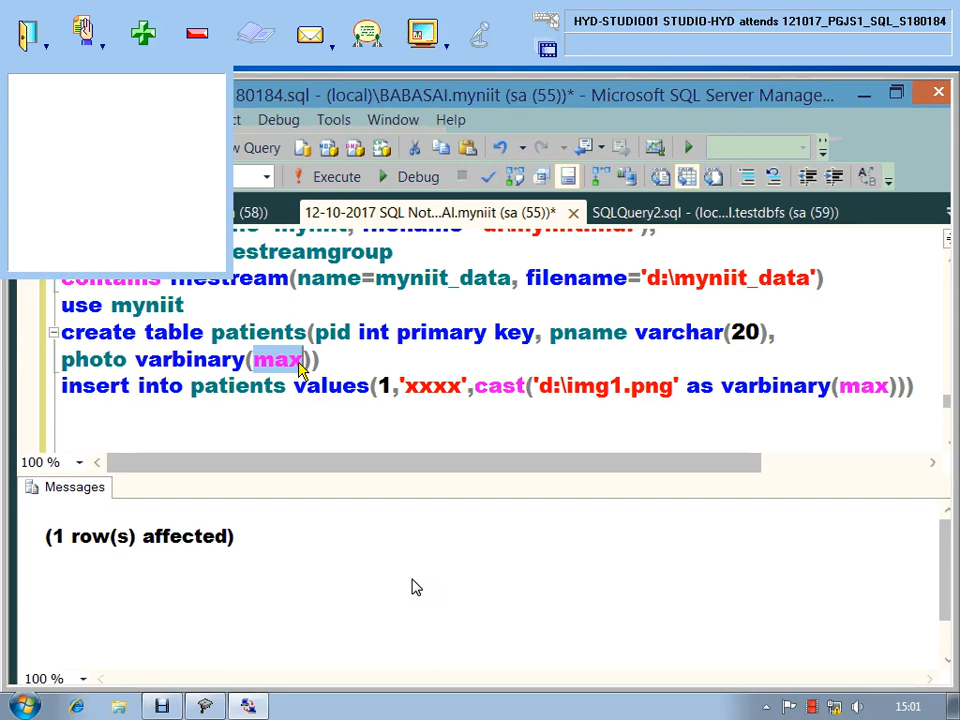 HYD-STUDIO01 STUDIO-HYD attends 121017_PGJS1_SQL_S180184
80184.sql - (local)\BABASAI.myniit (sa (55))* - Microsoft SQL Server Manage...
Debug Tools Window Help
Query
Execute Debug
(58)) 12-10-2017 SQL Not...AI.myniit (sa (55))* SQLQuery2.sql - (loc...l.testdbfs (sa (59))
estreamgroup
contains filestream(name=myniit_data, filename='d:\myniit_data')
use myniit
create table patients(pid int primary key, pname varchar(20),
photo varbinary(max))
insert into patients values(1,'xxxx',cast('d:\img1.png' as varbinary(max)))
100 %
Messages
(1 row(s) affected)
100 %
15:01